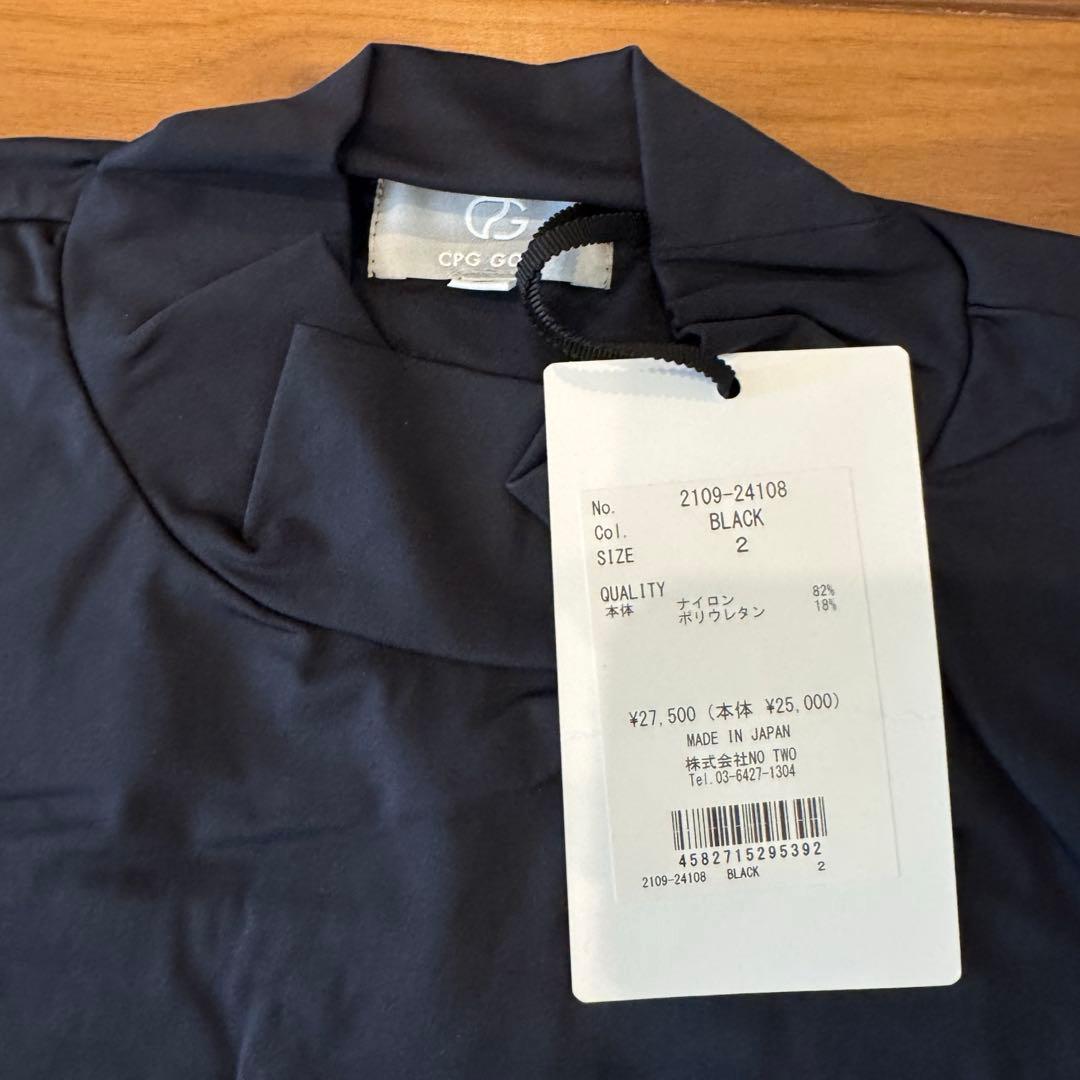 CPG GO
No. 2109-24108
Col. BLACK
SIZE 2
QUALITY
本体 ナイロン 82%
ポリウレタン 18%
¥27,500 (本体 ¥25,000)
MADE IN JAPAN
株式会社NO TWO
Tel.03-6427-1304
4582715295392
2109-24108 BLACK 2